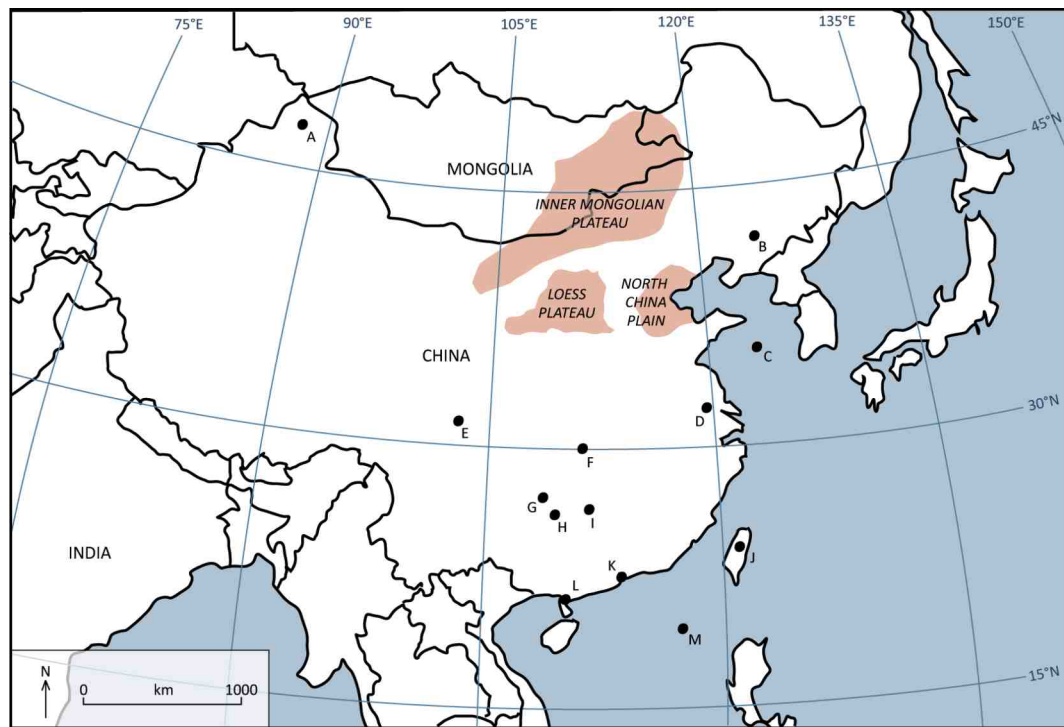 75°E
90°E
105°E
120°E
135°E
150°E
A
45°N
MONGOLIA
INNER MONGOLIAN
PLATEAU
B
LOESS
PLATEAU
NORTH
CHINA
PLAIN
C
CHINA
D
30°N
E
F
G
H
I
INDIA
J
K
L
M
N
0
km
1000
15°N